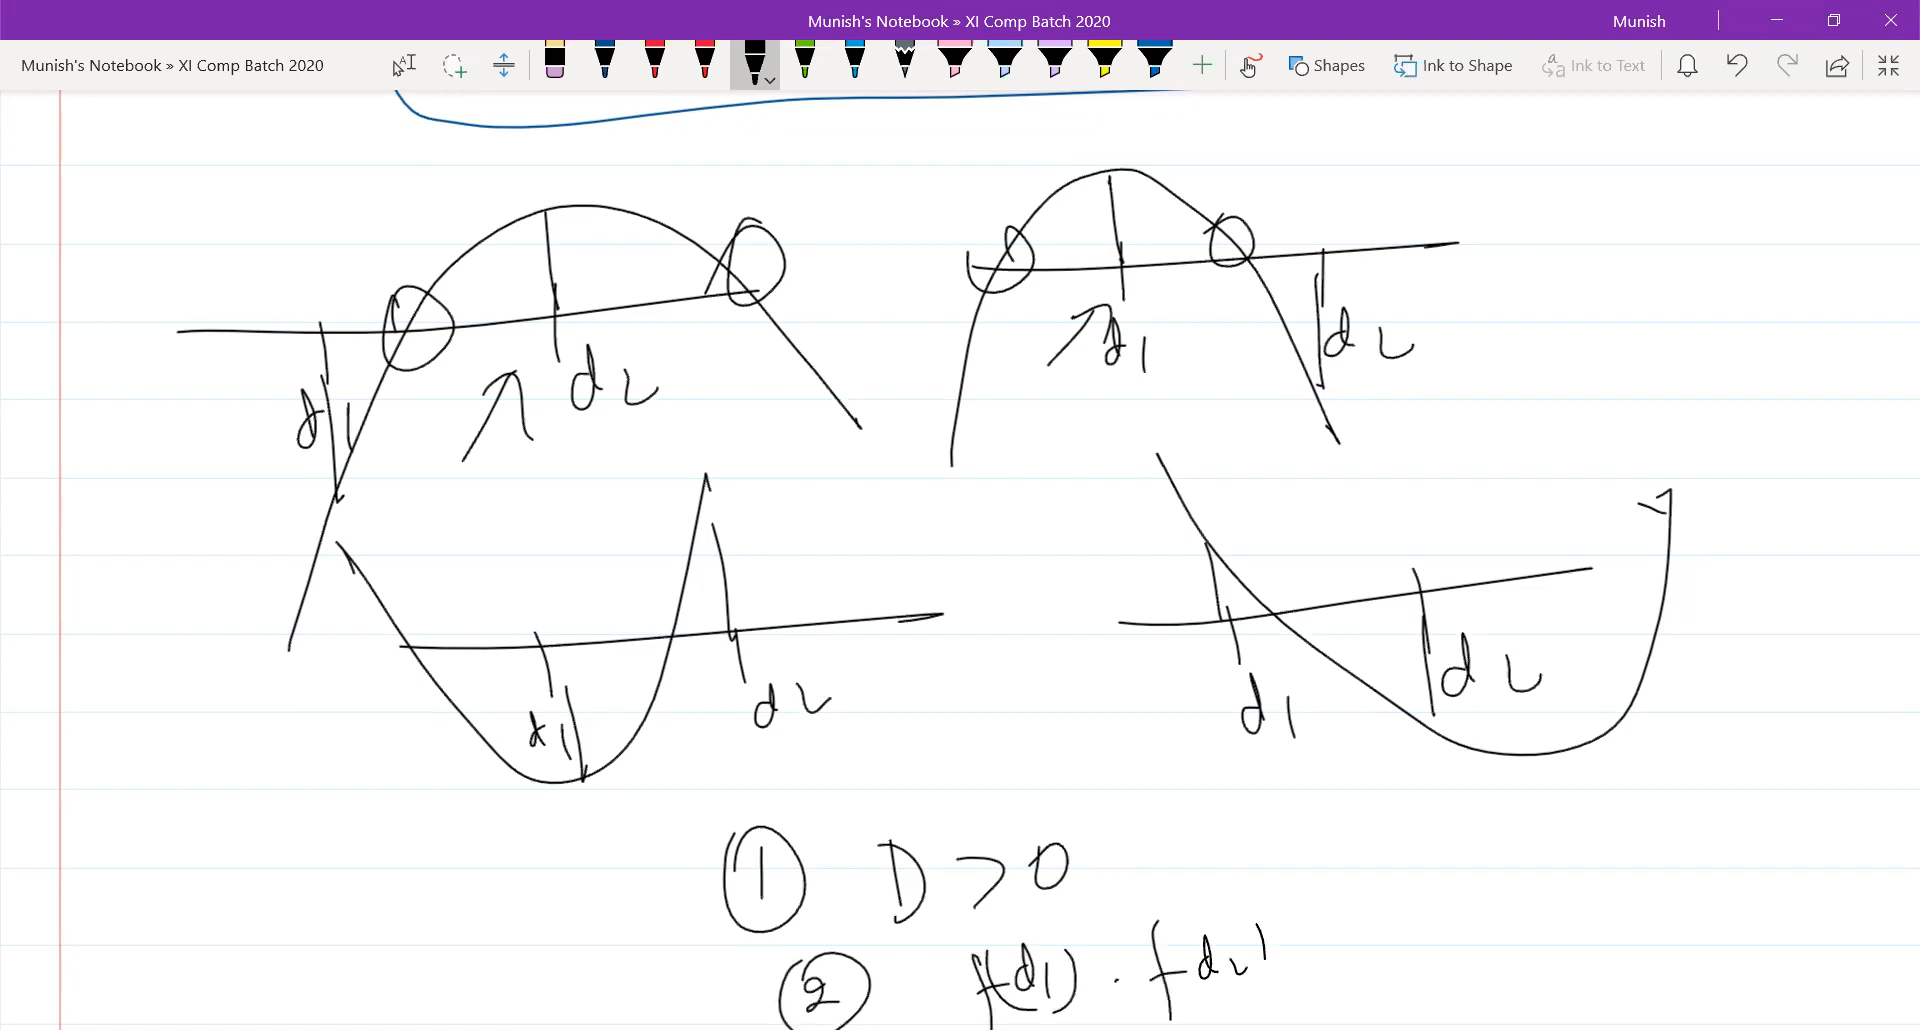 Munish's Notebook » XI Comp Batch 2020
Munish
Munish's Notebook » XI Comp Batch 2020
Shapes
Ink to Shape
Ink to Text
d1
d2
d1
d2
d1
d2
d1
d2
① D > 0
② f(d1) . f(d2)